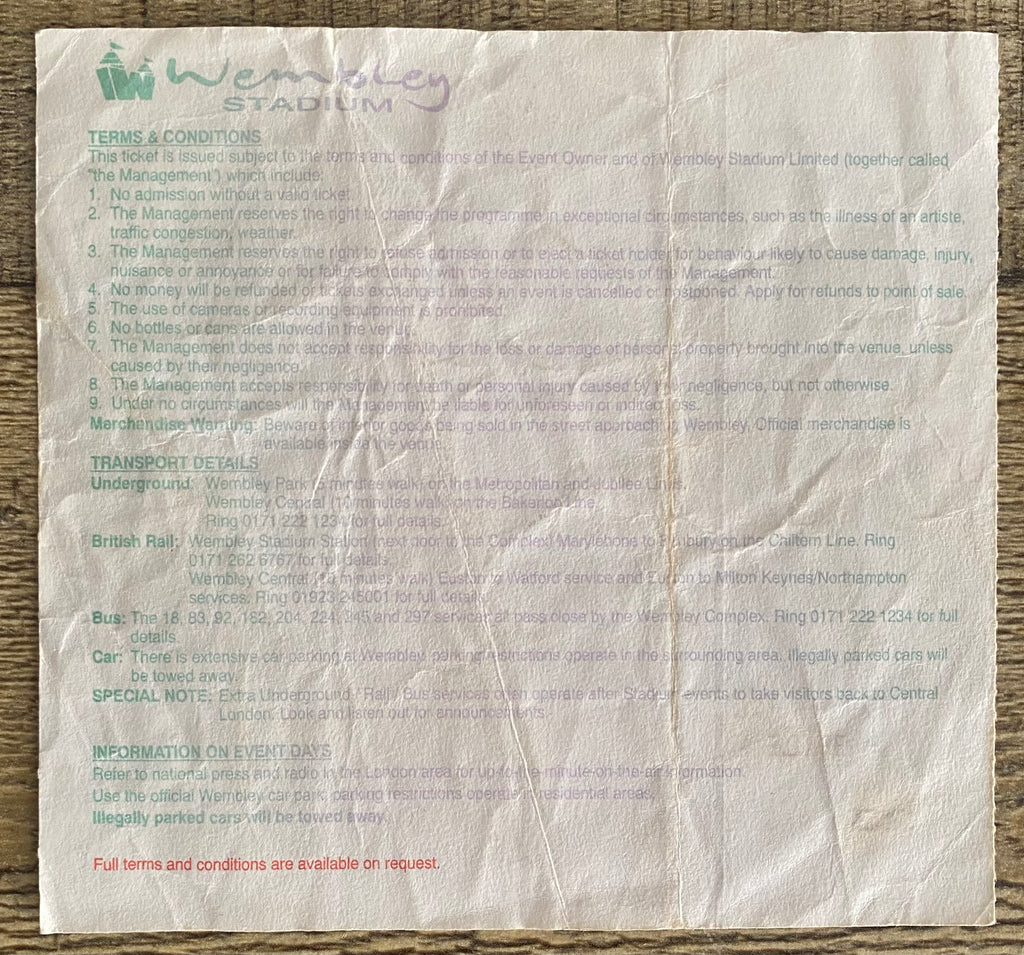 Wembley
STADIUM
TERMS & CONDITIONS
This ticket is issued subject to the terms and conditions of the Event Owner and of Wembley Stadium Limited (together called
"the Management") which include:
1. No admission without a valid ticket.
2. The Management reserves the right to change the programme in exceptional circumstances, such as the illness of an artiste,
traffic congestion, weather.
3. The Management reserves the right to refuse admission or to eject a ticket holder for behaviour likely to cause damage, injury,
nuisance or annoyance or for failure to comply with the reasonable requests of the Management.
4. No money will be refunded or tickets exchanged unless an event is cancelled or postponed. Apply for refunds to point of sale.
5. The use of cameras or recording equipment is prohibited.
6. No bottles or cans are allowed in the venue.
7. The Management does not accept responsibility for the loss or damage of personal property brought into the venue, unless
caused by their negligence.
8. The Management accepts responsibility for death or personal injury caused by their negligence, but not otherwise.
9. Under no circumstances will the Management be liable for unforeseen or indirect loss.
Merchandise Warning: Beware of inferior goods being sold in the street approach to Wembley. Official merchandise is
available inside the venue.
TRANSPORT DETAILS
Underground: Wembley Park (5 minutes walk) on the Metropolitan and Jubilee Lines.
Wembley Central (10 minutes walk) on the Bakerloo Line.
Ring 0171 222 1234 for full details.
British Rail: Wembley Stadium Station (next door to the Complex) Marylebone to Banbury on the Chiltern Line. Ring
0171 262 6767 for full details.
Wembley Central (10 minutes walk) Euston to Watford service and Euston to Milton Keynes/Northampton
services. Ring 01923 245001 for full details.
Bus: The 18, 83, 92, 182, 204, 224, 245 and 297 services all pass close by the Wembley Complex. Ring 0171 222 1234 for full
details.
Car: There is extensive car parking at Wembley, parking restrictions operate in the surrounding area. Illegally parked cars will
be towed away.
SPECIAL NOTE: Extra Underground / Rail / Bus services often operate after Stadium events to take visitors back to Central
London. Look and listen out for announcements.
INFORMATION ON EVENT DAYS
Refer to national press and radio in the London area for up-to-the-minute-on-the-air information.
Use the official Wembley car park, parking restrictions operate in residential areas.
Illegally parked cars will be towed away.
Full terms and conditions are available on request.